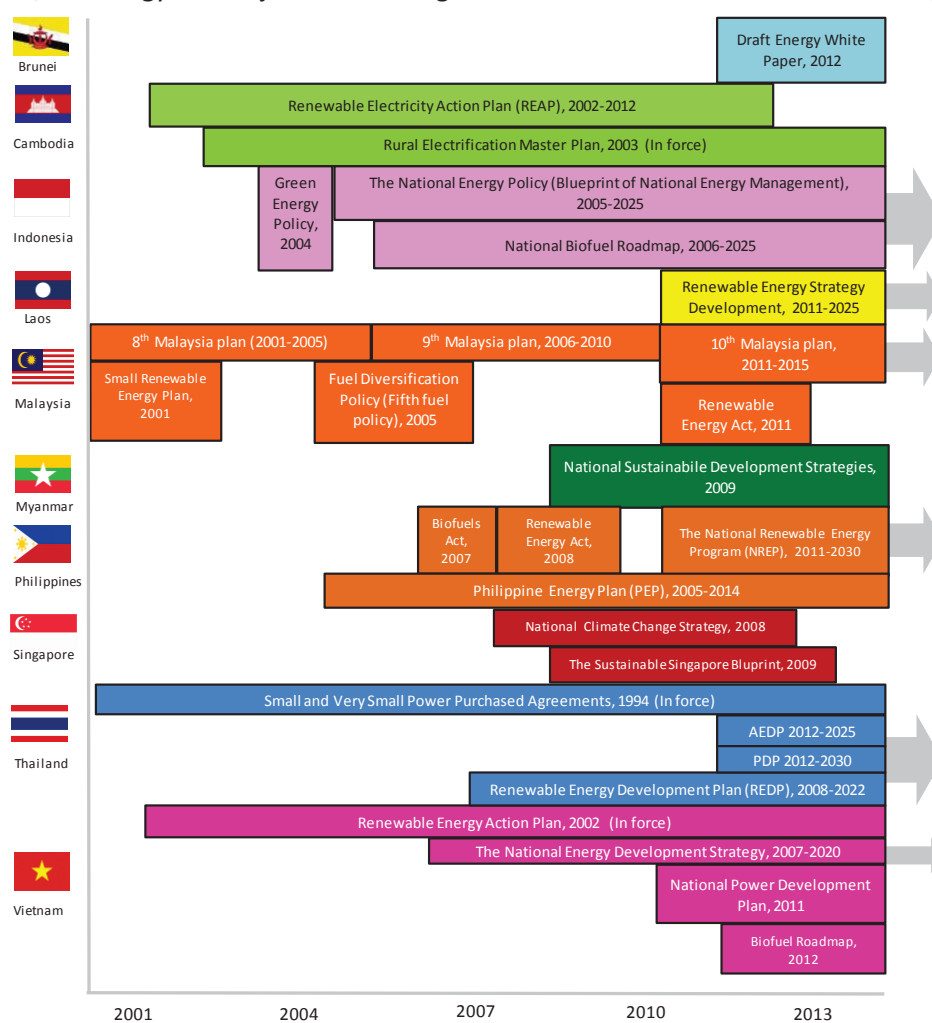 Brunei
Draft Energy White
Paper, 2012
Cambodia
Renewable Electricity Action Plan (REAP), 2002-2012
Rural Electrification Master Plan, 2003 (In force)
Indonesia
Green
Energy
Policy,
2004
The National Energy Policy (Blueprint of National Energy Management),
2005-2025
National Biofuel Roadmap, 2006-2025
Laos
Renewable Energy Strategy
Development, 2011-2025
Malaysia
8th Malaysia plan (2001-2005)
9th Malaysia plan, 2006-2010
10th Malaysia plan,
2011-2015
Small Renewable
Energy Plan,
2001
Fuel Diversification
Policy (Fifth fuel
policy), 2005
Renewable
Energy Act, 2011
Myanmar
National Sustainabile Development Strategies,
2009
Philippines
Biofuels
Act,
2007
Renewable
Energy Act,
2008
The National Renewable Energy
Program (NREP), 2011-2030
Philippine Energy Plan (PEP), 2005-2014
Singapore
National Climate Change Strategy, 2008
The Sustainable Singapore Bluprint, 2009
Thailand
Small and Very Small Power Purchased Agreements, 1994 (In force)
AEDP 2012-2025
PDP 2012-2030
Renewable Energy Development Plan (REDP), 2008-2022
Vietnam
Renewable Energy Action Plan, 2002 (In force)
The National Energy Development Strategy, 2007-2020
National Power Development
Plan, 2011
Biofuel Roadmap,
2012
2001
2004
2007
2010
2013